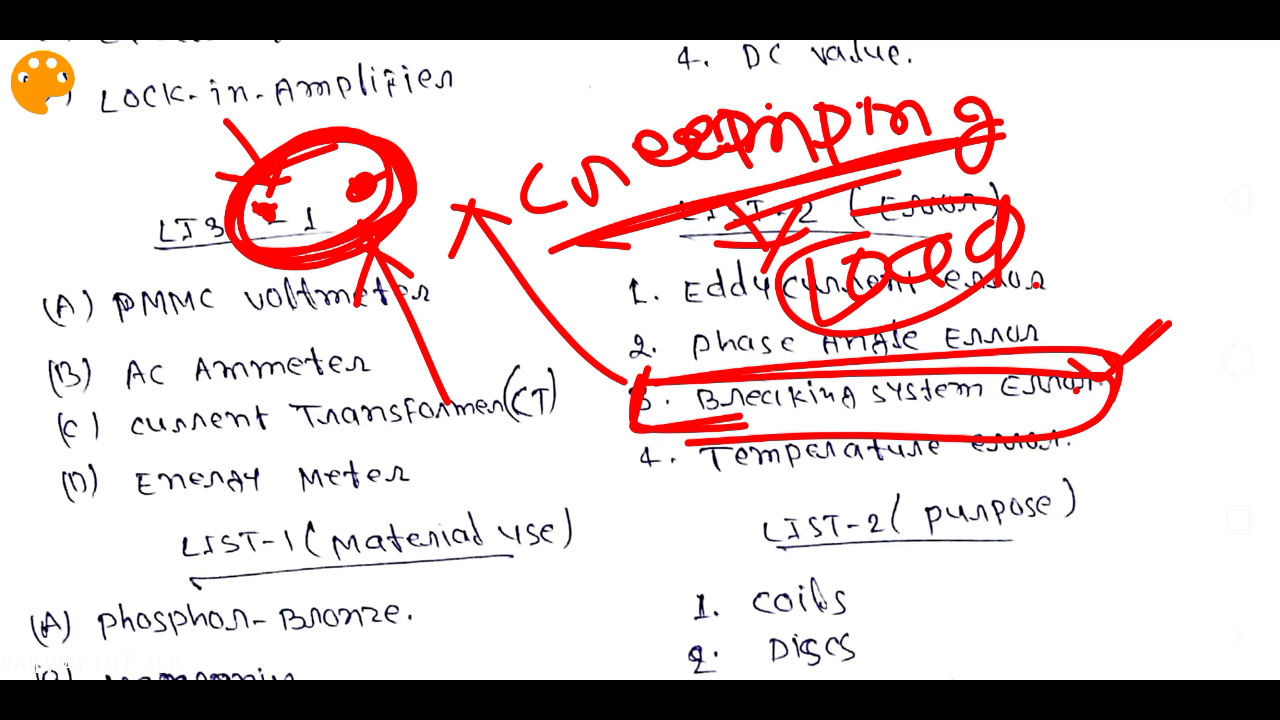 4. DC value.
Lock-in-Amplifier
Creepinping
LIS -1
LIST-2 (Error)
Load
(A) PMMC voltmeter
1. Eddy current error.
2. Phase Angle Error
(B) AC Ammeter
3. Breaking system Error.
(C) Current Transformer (CT)
4. Temperature error.
(D) Energy Meter
LIST-1 (Material use)
LIST-2 (purpose)
1. coils
(A) Phosphor-Bronze.
2. Discs